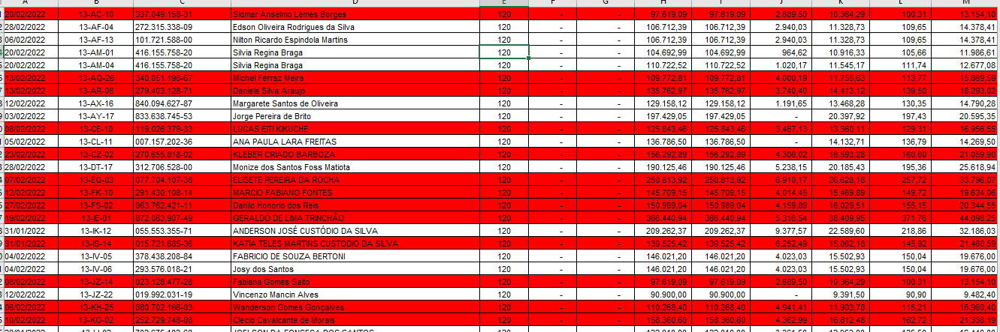 A B C D E F G H I J K L M
20/02/2022 13-AC-10 337.049.158-31 Sidmar Anselmo Lemes Borges 120 - - 97.619,09 97.619,09 2.689,50 10.364,29 100,31 13.154,10
28/02/2022 13-AF-04 272.315.338-09 Edson Oliveira Rodrigues da Silva 120 - - 106.712,39 106.712,39 2.940,03 11.328,73 109,65 14.378,41
06/02/2022 13-AF-13 101.721.588-00 Nilton Ricardo Espindola Martins 120 - - 106.712,39 106.712,39 2.940,03 11.328,73 109,65 14.378,41
20/02/2022 13-AM-01 416.155.758-20 Silvia Regina Braga 120 - - 104.692,99 104.692,99 964,62 10.916,33 105,66 11.986,61
20/02/2022 13-AM-04 416.155.758-20 Silvia Regina Braga 120 - - 110.722,52 110.722,52 1.020,17 11.545,17 111,74 12.677,08
13/02/2022 13-AQ-26 340.051.198-67 Michel Ferraz Meira 120 - - 109.772,81 109.772,81 4.000,19 11.755,63 113,77 15.869,59
13/02/2022 13-AR-06 279.403.128-71 Daniela Silva Araujo 120 - - 135.762,97 135.762,97 3.740,40 14.413,12 139,50 18.293,02
12/02/2022 13-AX-16 840.094.627-87 Margarete Santos de Oliveira 120 - - 129.158,12 129.158,12 1.191,65 13.468,28 130,35 14.790,28
03/02/2022 13-AY-17 833.638.745-53 Jorge Pereira de Brito 120 - - 197.429,05 197.429,05 - 20.397,92 197,43 20.595,35
08/02/2022 13-CE-10 119.026.379-33 LUCAS EITI KIKUCHE 120 - - 125.843,46 125.843,46 3.467,13 13.360,11 129,31 16.956,55
05/02/2022 13-CL-11 007.157.202-36 ANA PAULA LARA FREITAS 120 - - 136.786,50 136.786,50 - 14.132,71 136,79 14.269,50
23/02/2022 13-CZ-02 270.655.818-02 KLEBER CRIADO BARBOZA 120 - - 156.292,89 156.292,89 4.306,02 16.593,28 160,60 21.059,90
28/02/2022 13-DT-17 312.706.528-00 Monize dos Santos Foss Matiota 120 - - 190.125,46 190.125,46 5.238,15 20.185,43 195,36 25.618,94
07/02/2022 13-EQ-03 077.704.107-38 ELISETE PEREIRA DA ROCHA 120 - - 250.813,92 250.813,92 6.910,17 26.628,18 257,72 33.796,07
12/02/2022 13-FK-10 291.430.108-14 MARCIO FABIANO FONTES 120 - - 145.709,15 145.709,15 4.014,45 15.469,89 149,72 19.634,06
27/02/2022 13-FS-02 063.762.421-11 Danilo Honorio dos Reis 120 - - 150.989,04 150.989,04 4.159,89 16.029,51 155,15 20.344,55
19/02/2022 13-IE-01 872.063.907-49 GERALDO DE LIMA TRINCHÃO 120 - - 366.440,94 366.440,94 5.316,54 38.409,95 371,76 44.098,25
31/01/2022 13-IK-12 055.553.355-71 ANDERSON JOSÉ CUSTÓDIO DA SILVA 120 - - 209.262,37 209.262,37 9.377,57 22.589,60 218,86 32.186,03
31/01/2022 13-IS-14 015.721.685-36 KATIA TELES MARTINS CUSTODIO DA SILVA 120 - - 139.525,42 139.525,42 6.252,49 15.062,18 145,92 21.460,59
04/02/2022 13-IV-05 378.438.208-84 FABRICIO DE SOUZA BERTONI 120 - - 146.021,20 146.021,20 4.023,03 15.502,93 150,04 19.676,00
04/02/2022 13-IV-06 293.576.018-21 Josy dos Santos 120 - - 146.021,20 146.021,20 4.023,03 15.502,93 150,04 19.676,00
06/02/2022 13-JZ-14 023.126.477-26 Fabiana Gomes Saito 120 - - 97.619,09 97.619,09 2.689,50 10.364,29 100,31 13.154,10
12/02/2022 13-JZ-22 019.992.031-19 Vincenzo Mancin Alves 120 - - 90.900,00 90.900,00 - 9.391,50 90,90 9.482,40
06/02/2022 13-KH-25 080.702.166-03 Wanderson Gomes Gonçalves 120 - - 110.268,40 110.268,40 4.941,41 11.903,78 115,21 16.960,40
10/02/2022 13-KO-02 252.729.748-08 Clecio Cavalcante de Morais 120 - - 158.360,60 158.360,60 4.362,99 16.812,48 162,72 21.338,19